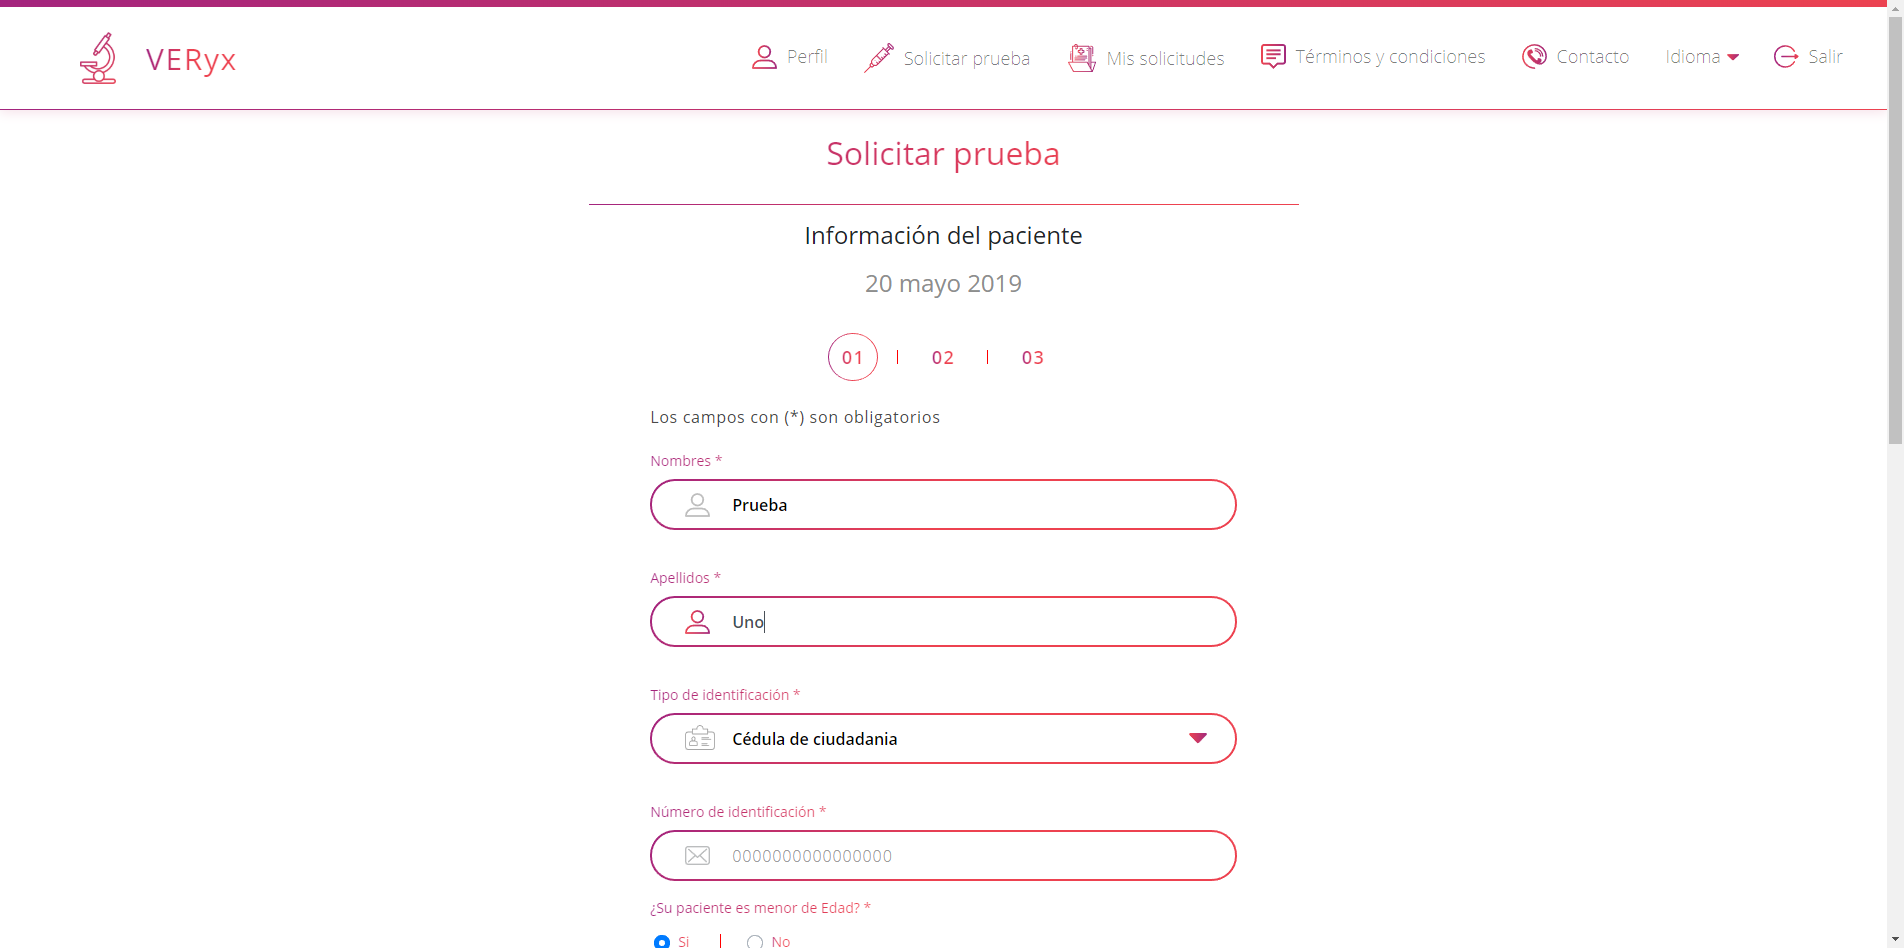 VERyx
Perfil
Solicitar prueba
Mis solicitudes
Términos y condiciones
Contacto
Idioma
Salir
Solicitar prueba
Información del paciente
20 mayo 2019
01 | 02 | 03
Los campos con (*) son obligatorios
Nombres *
Prueba
Apellidos *
Uno
Tipo de identificación *
Cédula de ciudadania
Número de identificación *
0000000000000000
¿Su paciente es menor de Edad? *
Si | No